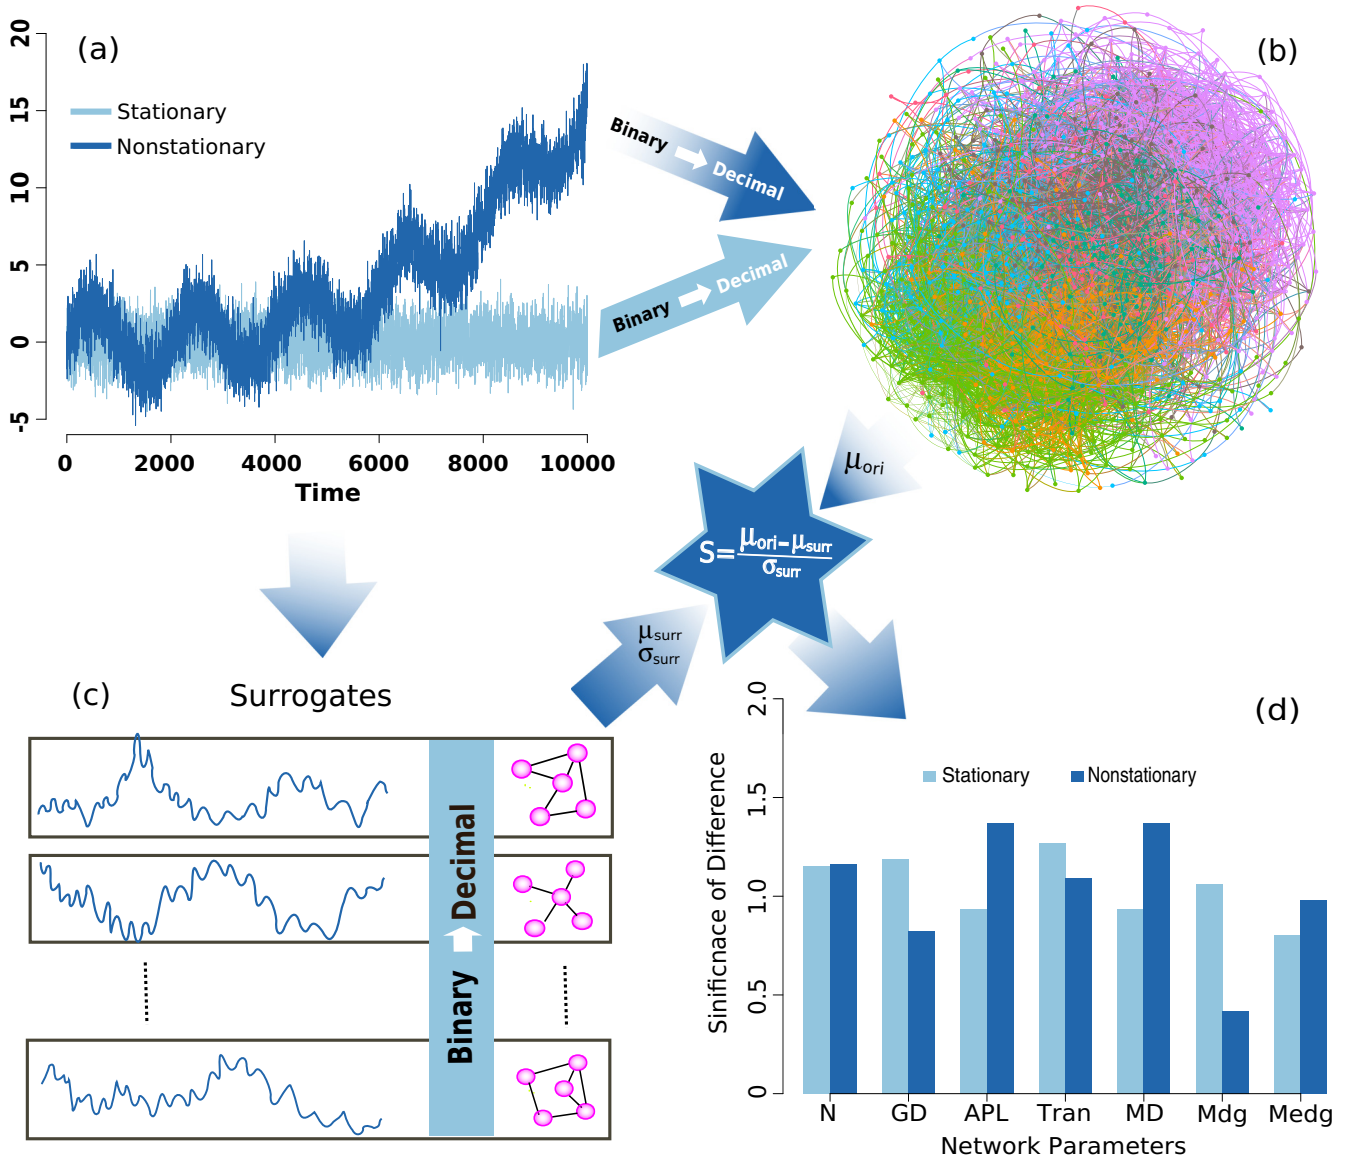 (a)
20
15
10
5
0
-5
Stationary
Nonstationary
0 2000 4000 6000 8000 10000
Time
Binary Decimal
Binary Decimal
(b)
μori
S=μori-μsurr
σsurr
μsurr
σsurr
(c)
Surrogates
Binary Decimal
(d)
2.0
1.5
1.0
0.5
0
Sinificnace of Difference
Stationary Nonstationary
N GD APL Tran MD Mdg Medg
Network Parameters